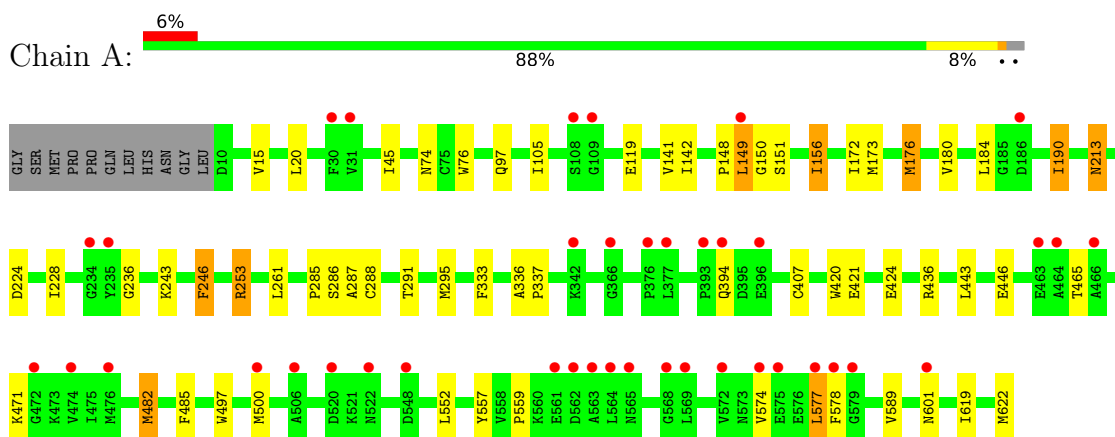 6%
Chain A:
88% 8% • •
GLY SER MET PRO PRO GLN LEU HIS ASN GLY LEU D10 V15 L20 F30 V31 I45 N74 C75 W76 Q97 I105 S108 G109 E119 V141 I142 P148 L149 G150 S151 I156 I172 M173 M176 V180 L184 G185 D186 I190 N213
D224 I228 G234 Y235 G236 K243 F246 R253 L261 P285 S286 A287 C288 T291 M295 F333 A336 P337 K342 G366 P376 L377 P393 Q394 D395 E396 C407 W420 E421 E424 R436 L443 E446 E463 A464 T465 A466
K471 G472 K473 V474 I475 M476 M482 F485 W497 M500 A506 D520 K521 N522 D548 L552 Y557 V558 P559 K560 E561 D562 A563 L564 N565 G568 L569 V572 N573 V574 E575 E576 L577 F578 G579 V589 N601 I619 M622